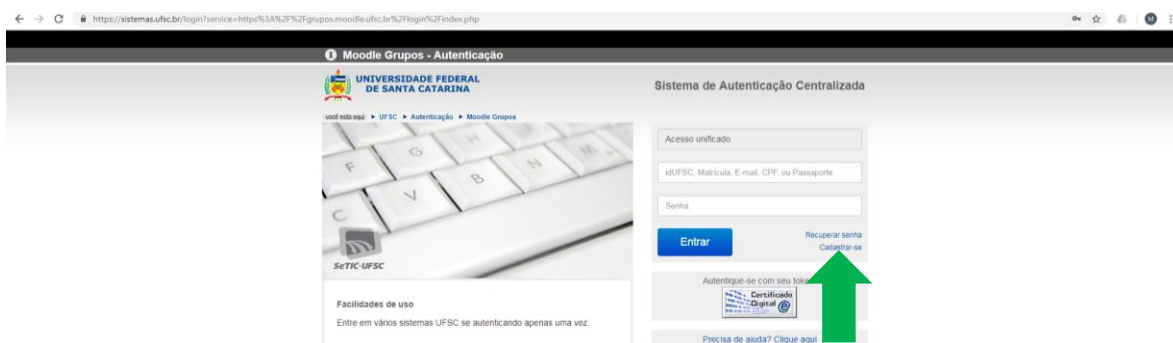 https://sistemas.ufsc.br/login?service=https%3A%2F%2Fgrupos.moodle.ufsc.br%2Flogin%2Findex.php
M
Moodle Grupos - Autenticação
UNIVERSIDADE FEDERAL
DE SANTA CATARINA
Sistema de Autenticação Centralizada
você está aqui: ▸ UFSC ▸ Autenticação ▸ Moodle Grupos
F G H N M
C V B N
SeTIC-UFSC
Acesso unificado
idUFSC, Matrícula, E-mail, CPF, ou Passaporte
Senha
Entrar
Recuperar senha
Cadastrar-se
Autentique-se com seu
Certificado
Digital
Facilidades de uso
Entre em vários sistemas UFSC se autenticando apenas uma vez.
Precisa de ajuda? Clique aqui